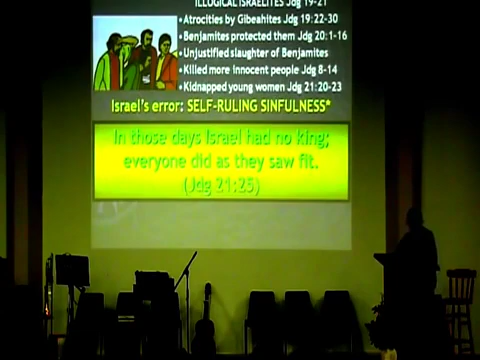 ILLOGICAL ISRAELITES Jdg 19-21
•Atrocities by Gibeahites Jdg 19:22-30
•Benjamites protected them Jdg 20:1-16
•Unjustified slaughter of Benjamites
•Killed more innocent people Jdg 8-14
•Kidnapped young women Jdg 21:20-23
Israel's error: SELF-RULING SINFULNESS*
In those days Israel had no king;
everyone did as they saw fit.
(Jdg 21:25)